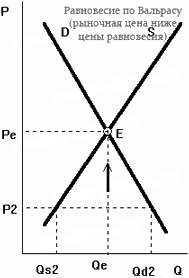 P
Равновесие по Вальрасу
(рыночная цена ниже
цены равновесия)
D
S
Pe
E
P2
Qs2
Qe
Qd2
Q